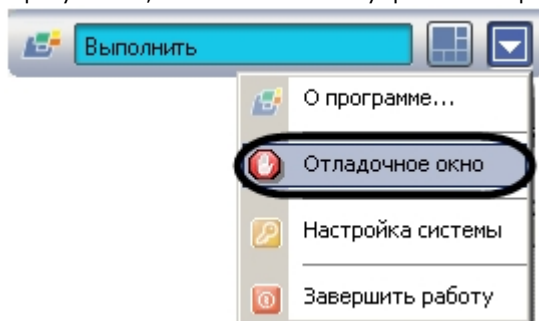 Выполнить
О программе...
Отладочное окно
Настройка системы
Завершить работу